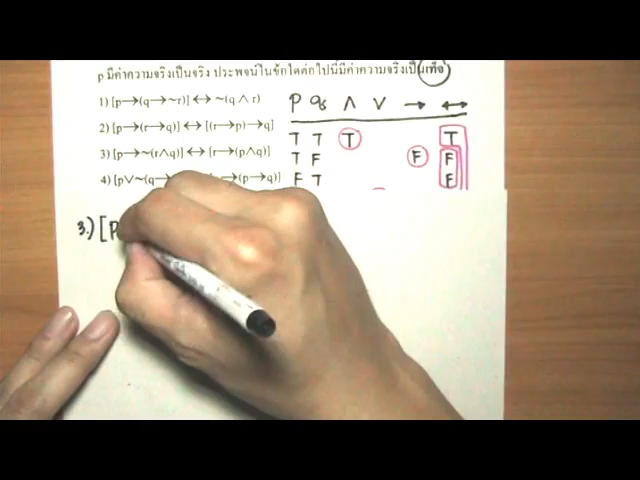 p มีค่าความจริงเป็นจริง ประพจน์ในข้อใดต่อไปนี้มีค่าความจริงเป็นเท็จ
1) [p→(q→~r)] ↔ ~(q∧r)
2) [p→(r→q)] ↔ [(r→p)→q]
3) [p→~(r∧q)] ↔ [r→(p∧q)]
4) [p∨~(q →(p→q)]
p q ∧ ∨ → ↔
T T T T
T F F F
F T F
3.) [p